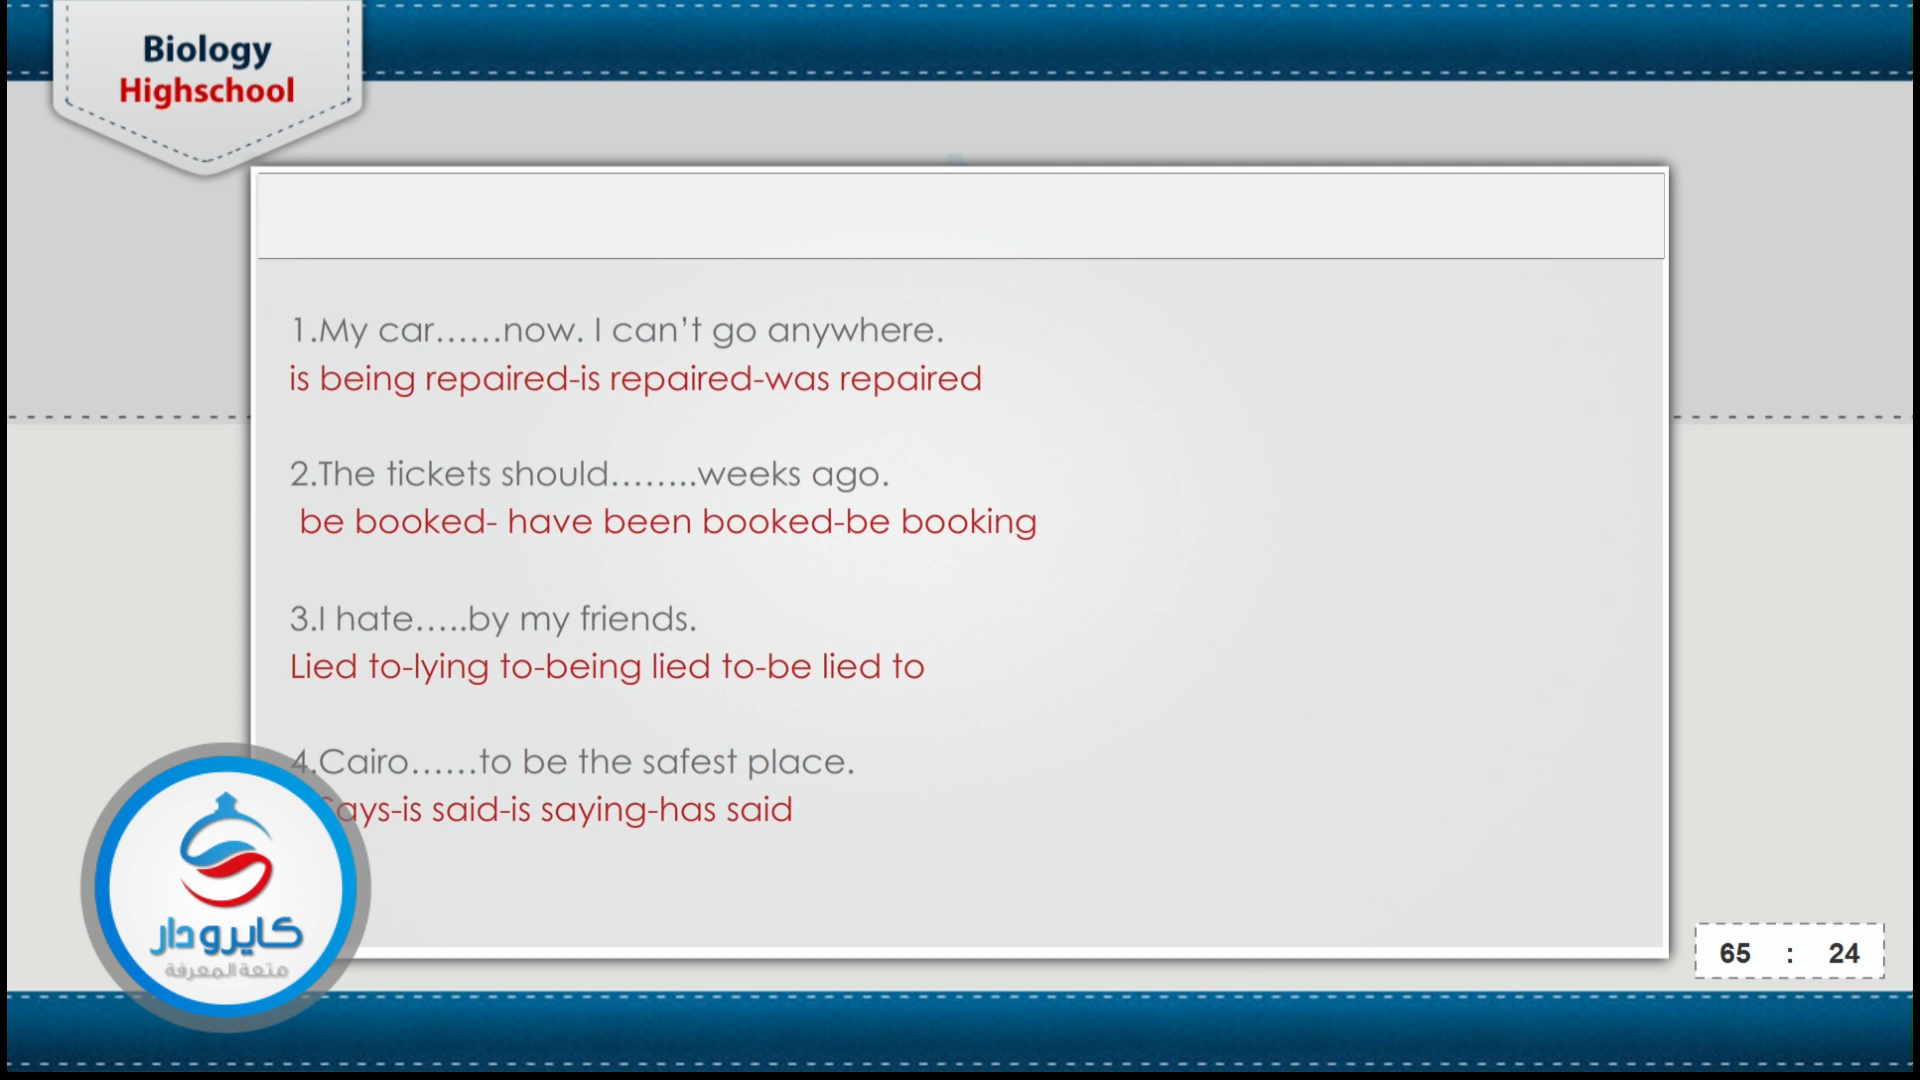 Biology
Highschool
1.My car......now. I can't go anywhere.
is being repaired-is repaired-was repaired
2.The tickets should........weeks ago.
be booked- have been booked-be booking
3.I hate.....by my friends.
Lied to-lying to-being lied to-be lied to
4.Cairo......to be the safest place.
Says-is said-is saying-has said
كايرودار
متعة المعرفة
65 : 24